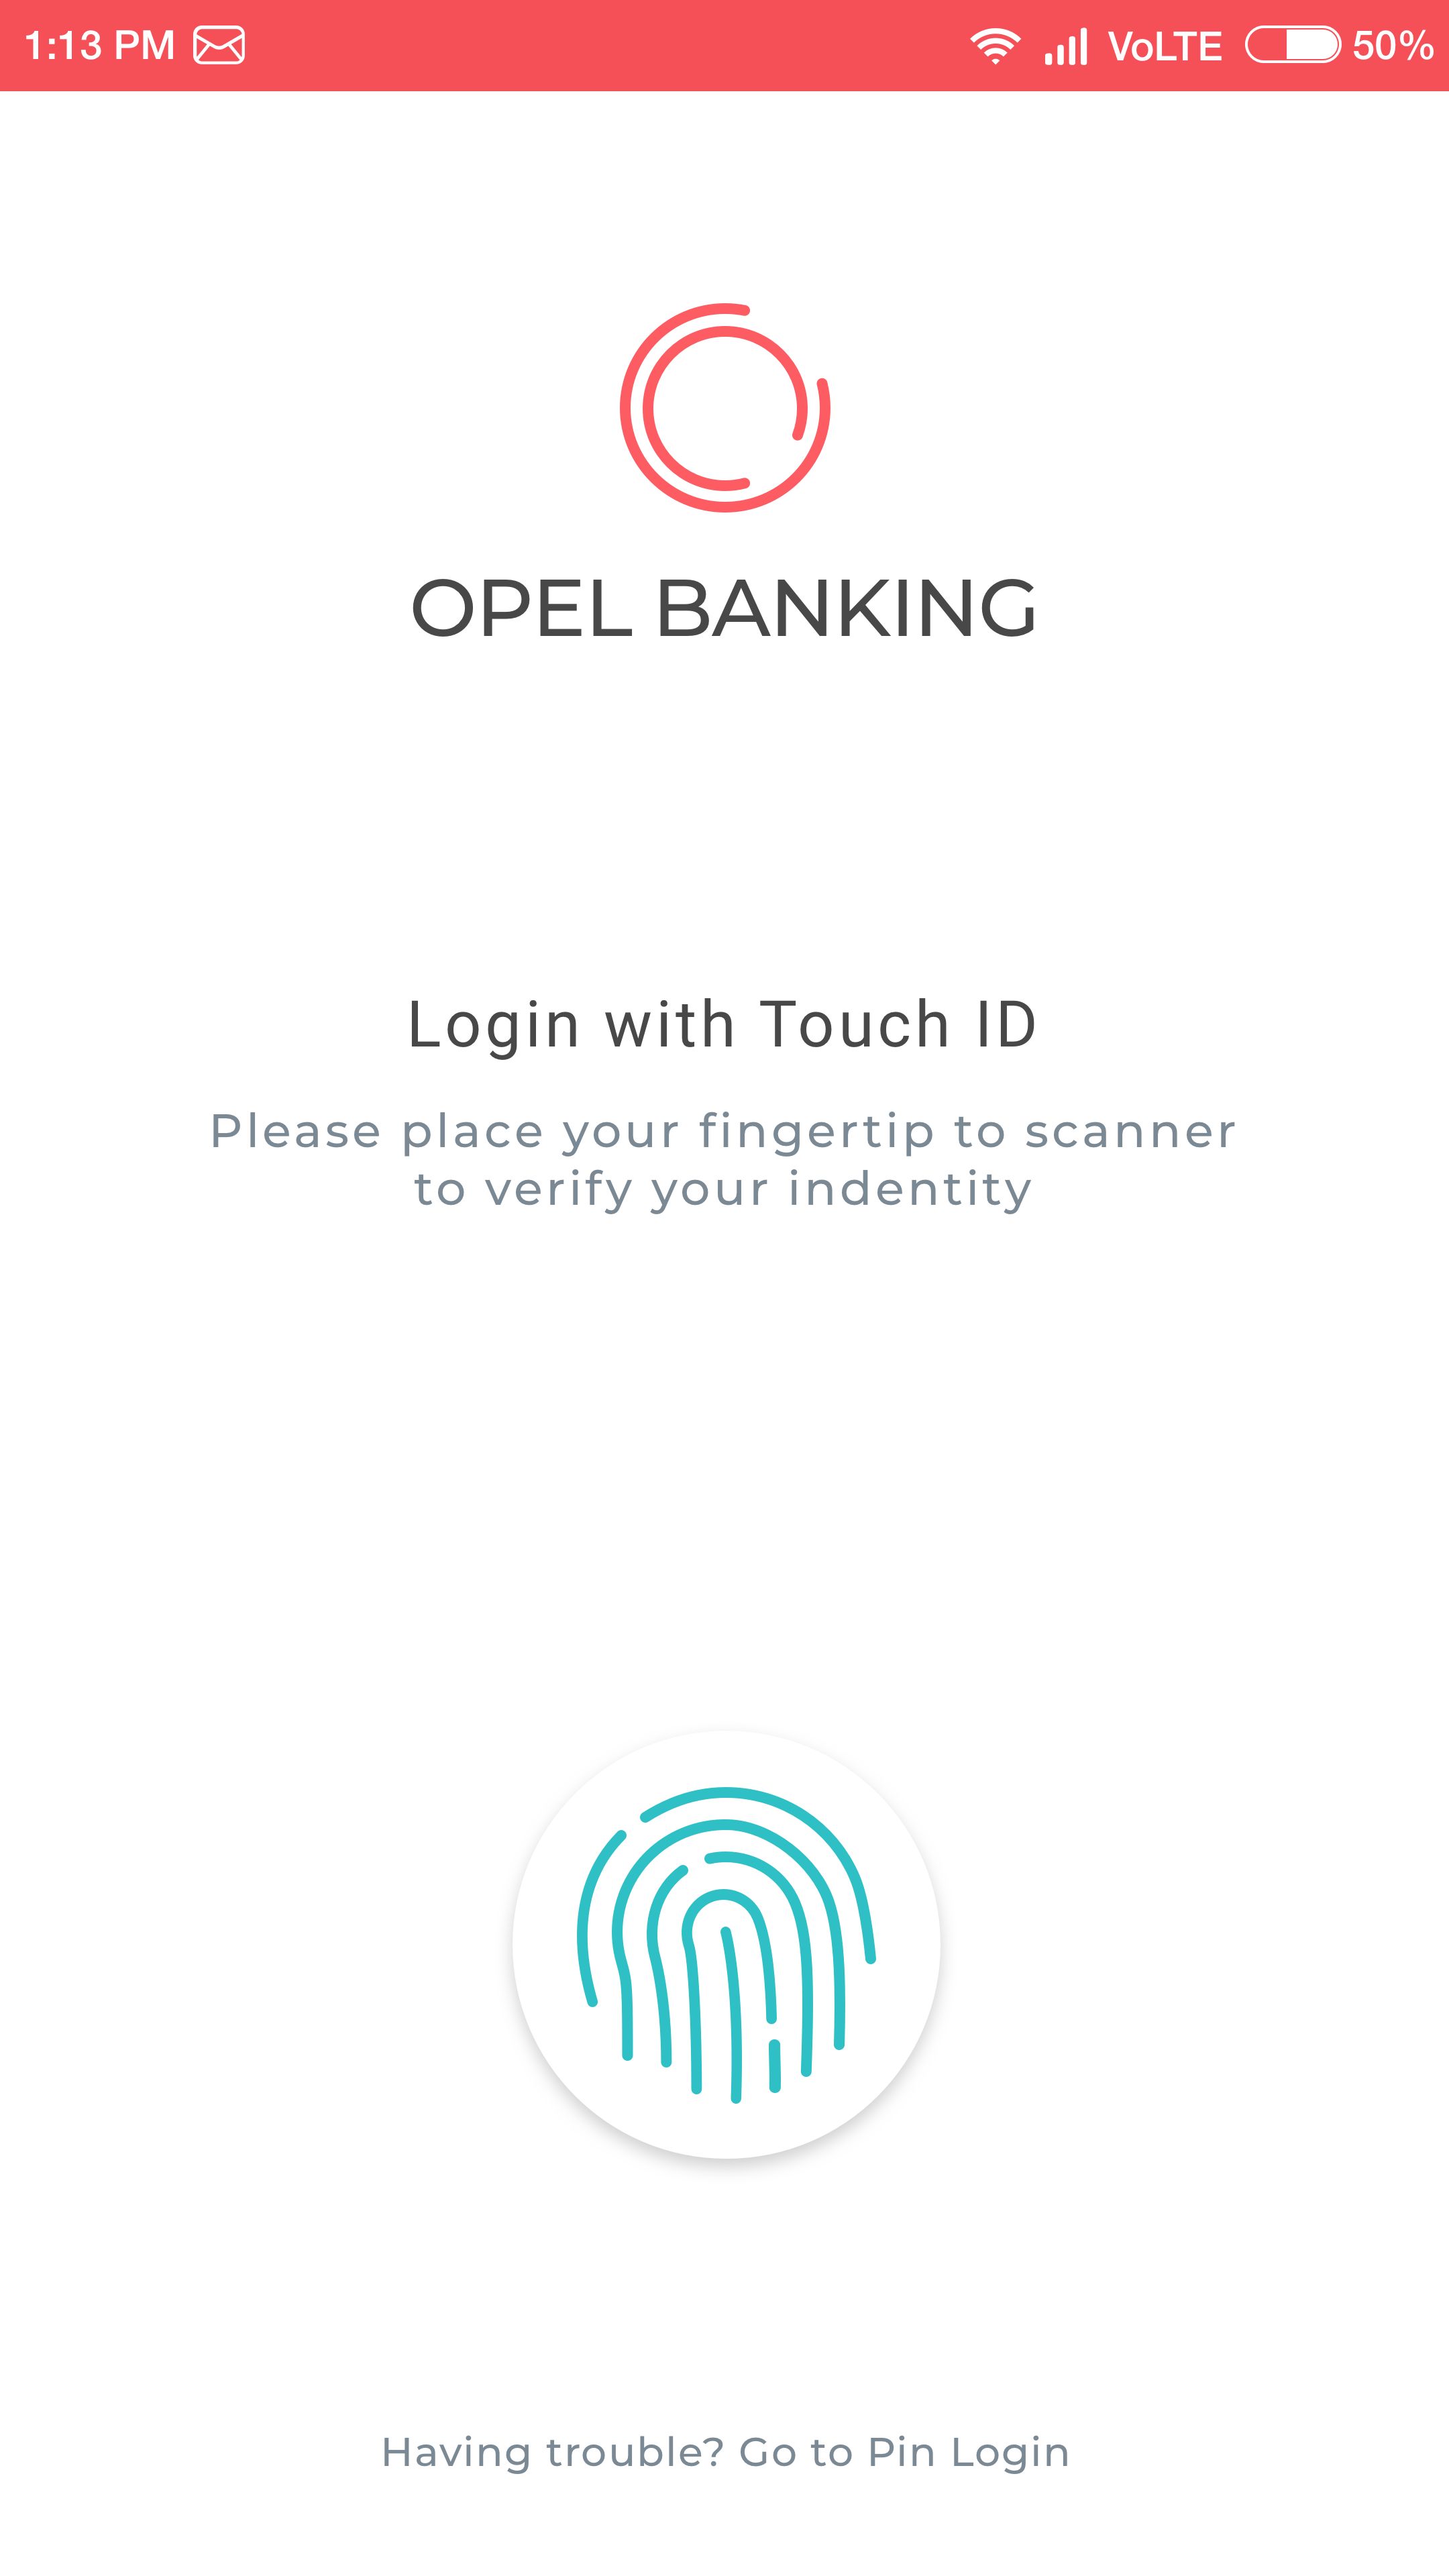 1:13 PM VoLTE 50%
OPEL BANKING
Login with Touch ID
Please place your fingertip to scanner
to verify your indentity
Having trouble? Go to Pin Login